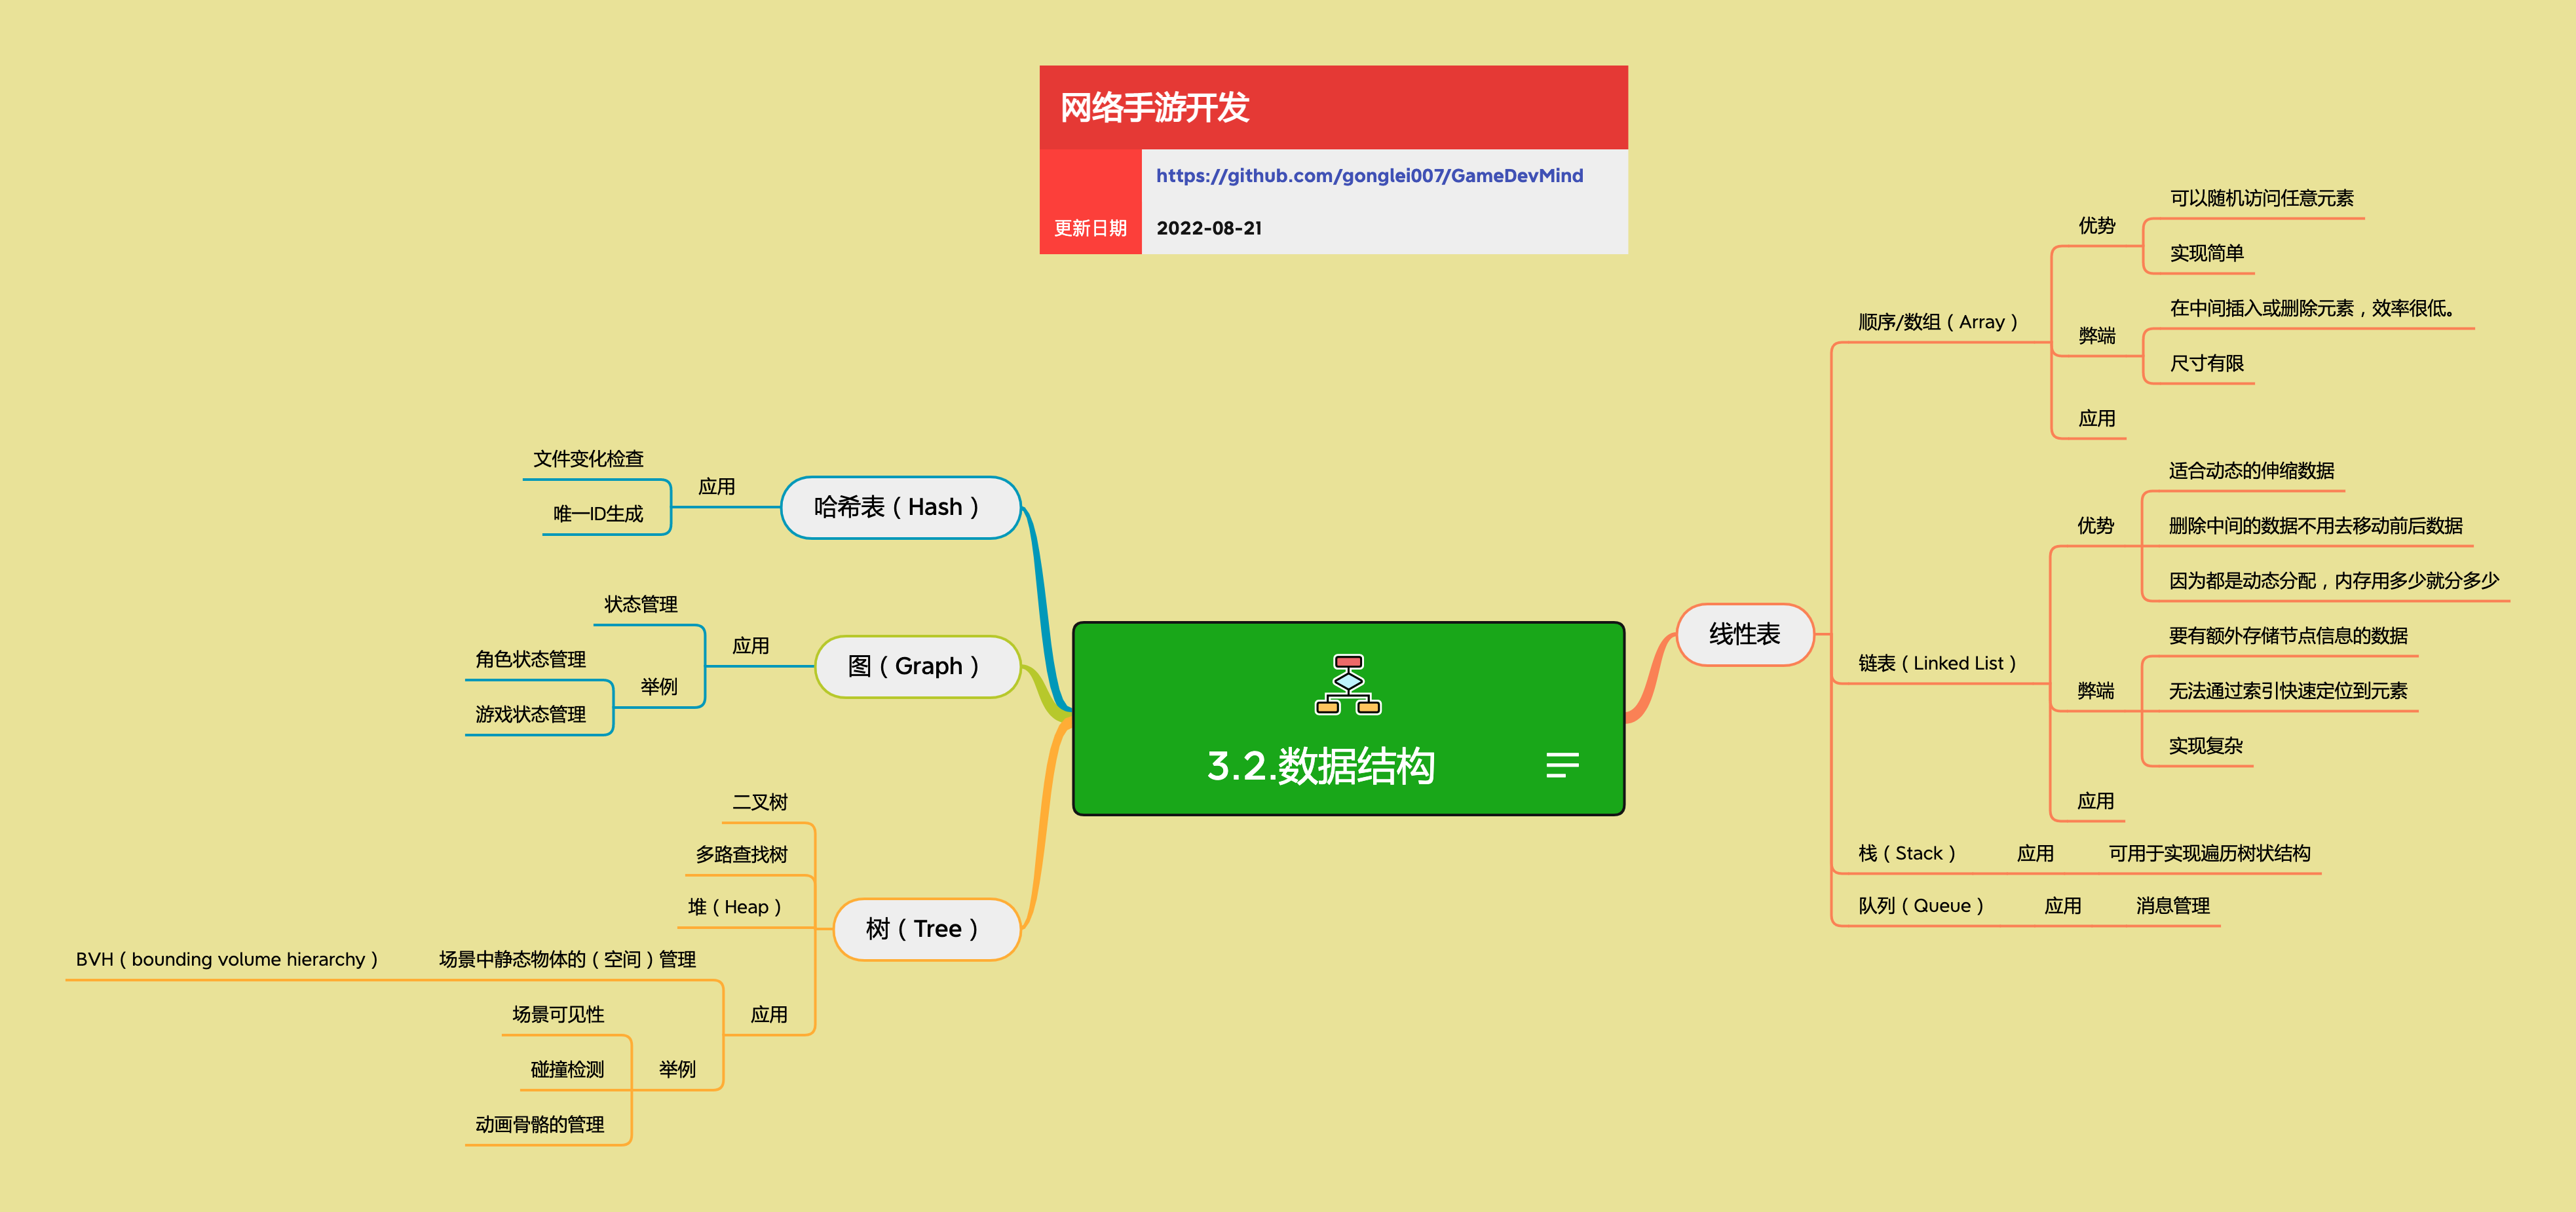 网络手游开发
https://github.com/gonglei007/GameDevMind
更新日期
2022-08-21
3.2.数据结构
线性表
顺序/数组（Array）
优势
可以随机访问任意元素
实现简单
弊端
在中间插入或删除元素，效率很低。
尺寸有限
应用
链表（Linked List）
优势
适合动态的伸缩数据
删除中间的数据不用去移动前后数据
因为都是动态分配，内存用多少就分多少
弊端
要有额外存储节点信息的数据
无法通过索引快速定位到元素
实现复杂
应用
栈（Stack）
应用
可用于实现遍历树状结构
队列（Queue）
应用
消息管理
哈希表（Hash）
应用
文件变化检查
唯一ID生成
图（Graph）
应用
状态管理
举例
角色状态管理
游戏状态管理
树（Tree）
二叉树
多路查找树
堆（Heap）
应用
场景中静态物体的（空间）管理
BVH（bounding volume hierarchy）
举例
场景可见性
碰撞检测
动画骨骼的管理